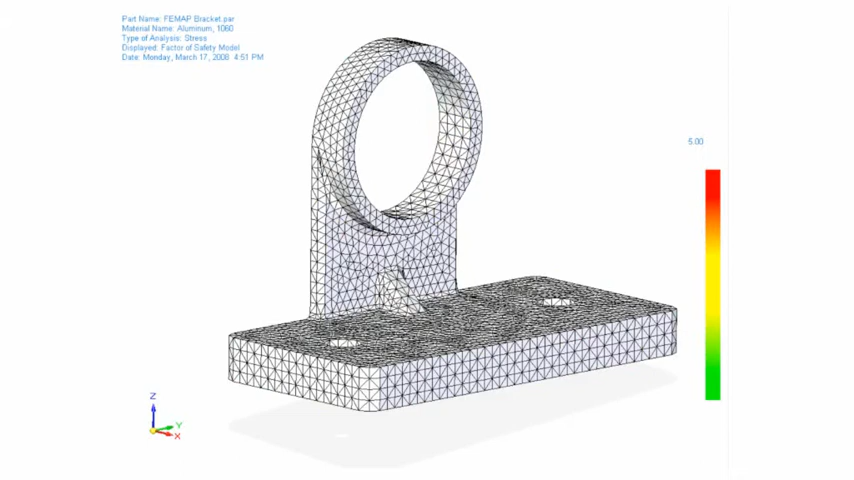 Part Name: FEMAP Bracket.par
Material Name: Aluminum, 1060
Type of Analysis: Stress
Displayed: Factor of Safety Model
Date: Monday, March 17, 2008 4:51 PM
5.00
Z
Y
X